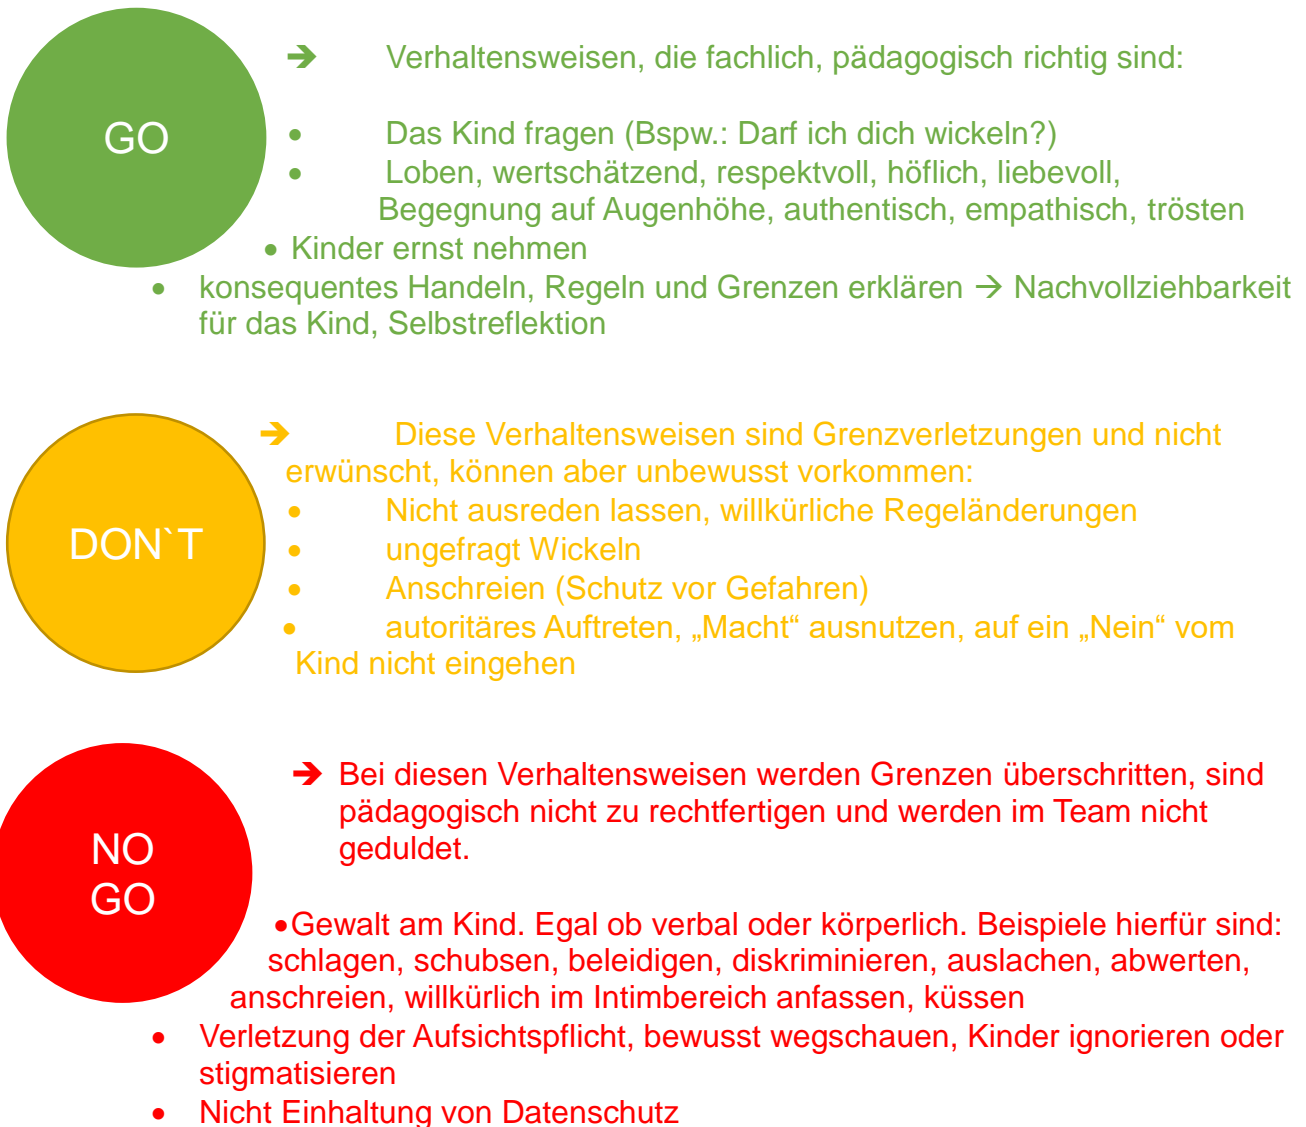 GO
➔ Verhaltensweisen, die fachlich, pädagogisch richtig sind:
• Das Kind fragen (Bspw.: Darf ich dich wickeln?)
• Loben, wertschätzend, respektvoll, höflich, liebevoll,
Begegnung auf Augenhöhe, authentisch, empathisch, trösten
• Kinder ernst nehmen
• konsequentes Handeln, Regeln und Grenzen erklären → Nachvollziehbarkeit
für das Kind, Selbstreflektion
DON`T
➔ Diese Verhaltensweisen sind Grenzverletzungen und nicht
erwünscht, können aber unbewusst vorkommen:
• Nicht ausreden lassen, willkürliche Regeländerungen
• ungefragt Wickeln
• Anschreien (Schutz vor Gefahren)
• autoritäres Auftreten, „Macht“ ausnutzen, auf ein „Nein“ vom
Kind nicht eingehen
NO
GO
➔ Bei diesen Verhaltensweisen werden Grenzen überschritten, sind
pädagogisch nicht zu rechtfertigen und werden im Team nicht
geduldet.
•Gewalt am Kind. Egal ob verbal oder körperlich. Beispiele hierfür sind:
schlagen, schubsen, beleidigen, diskriminieren, auslachen, abwerten,
anschreien, willkürlich im Intimbereich anfassen, küssen
• Verletzung der Aufsichtspflicht, bewusst wegschauen, Kinder ignorieren oder
stigmatisieren
• Nicht Einhaltung von Datenschutz